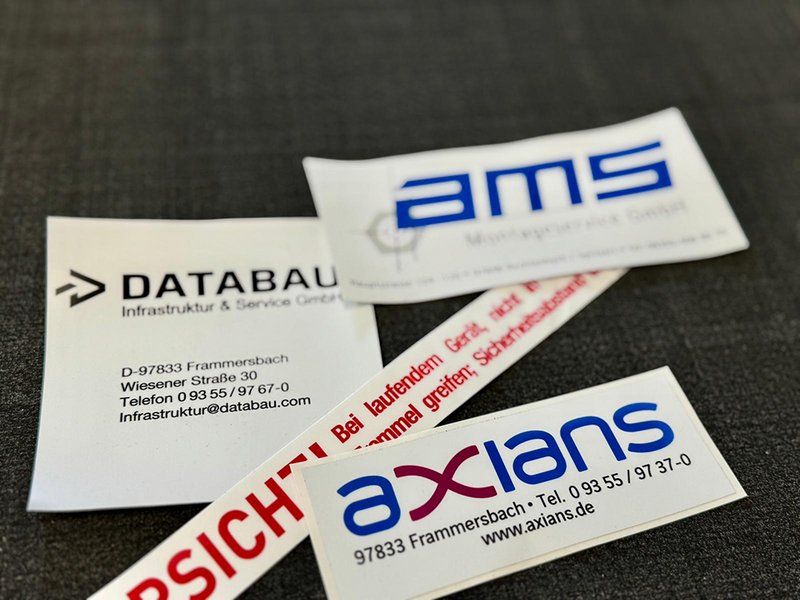 ams
Montageservice GmbH
DATABAU
Infrastruktur & Service GmbH
D-97833 Frammersbach
Wiesener Straße 30
Telefon 0 93 55 / 97 67-0
Infrastruktur@databau.com
RSICHT!
Bei laufendem Gerät, nicht in
greifen; Sicherheitsabstand
axians
97833 Frammersbach • Tel. 0 93 55 / 97 37-0
www.axians.de